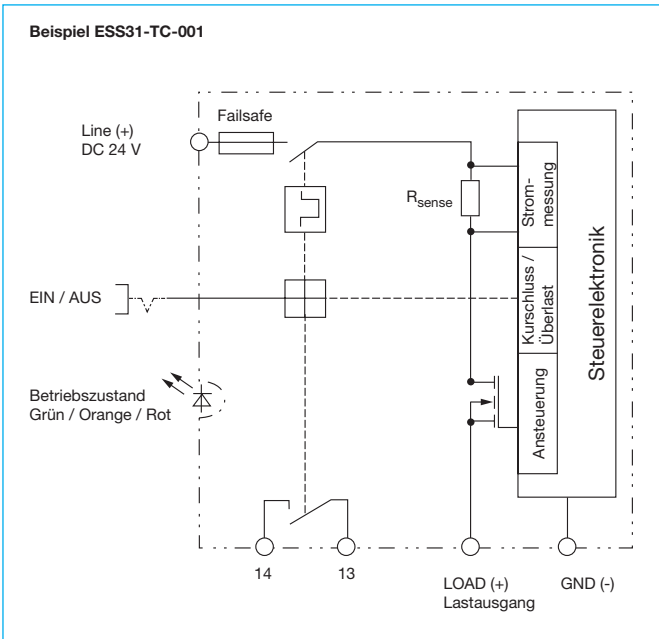 Beispiel ESS31-TC-001
Line (+)
DC 24 V
Failsafe
Rsense
Strom-
messung
EIN / AUS
Kurschluss /
Überlast
Steuerelektronik
Betriebszustand
Grün / Orange / Rot
Ansteuerung
14
13
LOAD (+)
Lastausgang
GND (-)